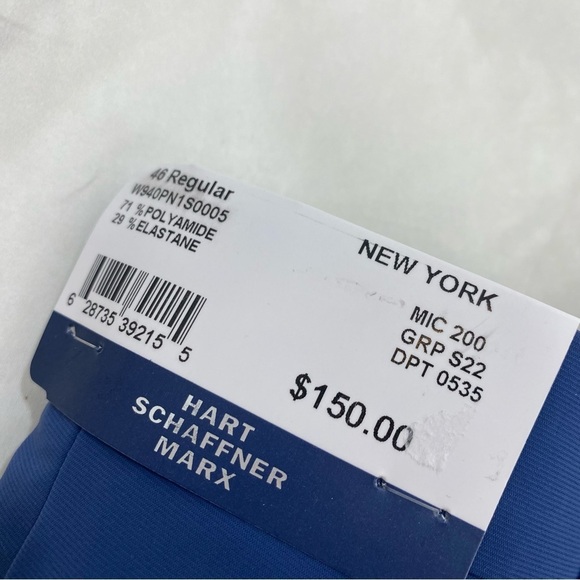 46 Regular
W940PN1S0005
71 %POLYAMIDE
29 %ELASTANE
6 28735 39215 5
NEW YORK
MIC 200
GRP S22
DPT 0535
$150.00
HART
SCHAFFNER
MARX